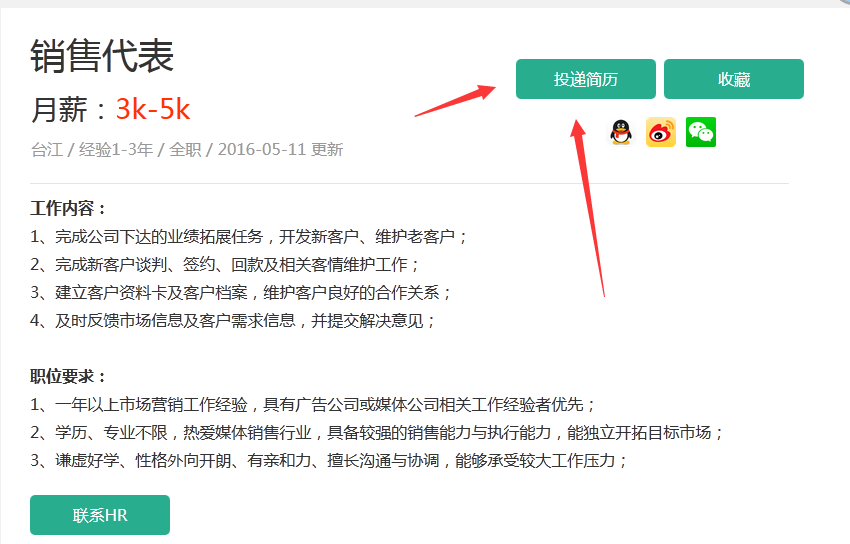 销售代表
投递简历
收藏
月薪：3k-5k
台江 / 经验1-3年 / 全职 / 2016-05-11 更新
工作内容：
1、完成公司下达的业绩拓展任务，开发新客户、维护老客户；
2、完成新客户谈判、签约、回款及相关客情维护工作；
3、建立客户资料卡及客户档案，维护客户良好的合作关系；
4、及时反馈市场信息及客户需求信息，并提交解决意见；
职位要求：
1、一年以上市场营销工作经验，具有广告公司或媒体公司相关工作经验者优先；
2、学历、专业不限，热爱媒体销售行业，具备较强的销售能力与执行能力，能独立开拓目标市场；
3、谦虚好学、性格外向开朗、有亲和力、擅长沟通与协调，能够承受较大工作压力；
联系HR